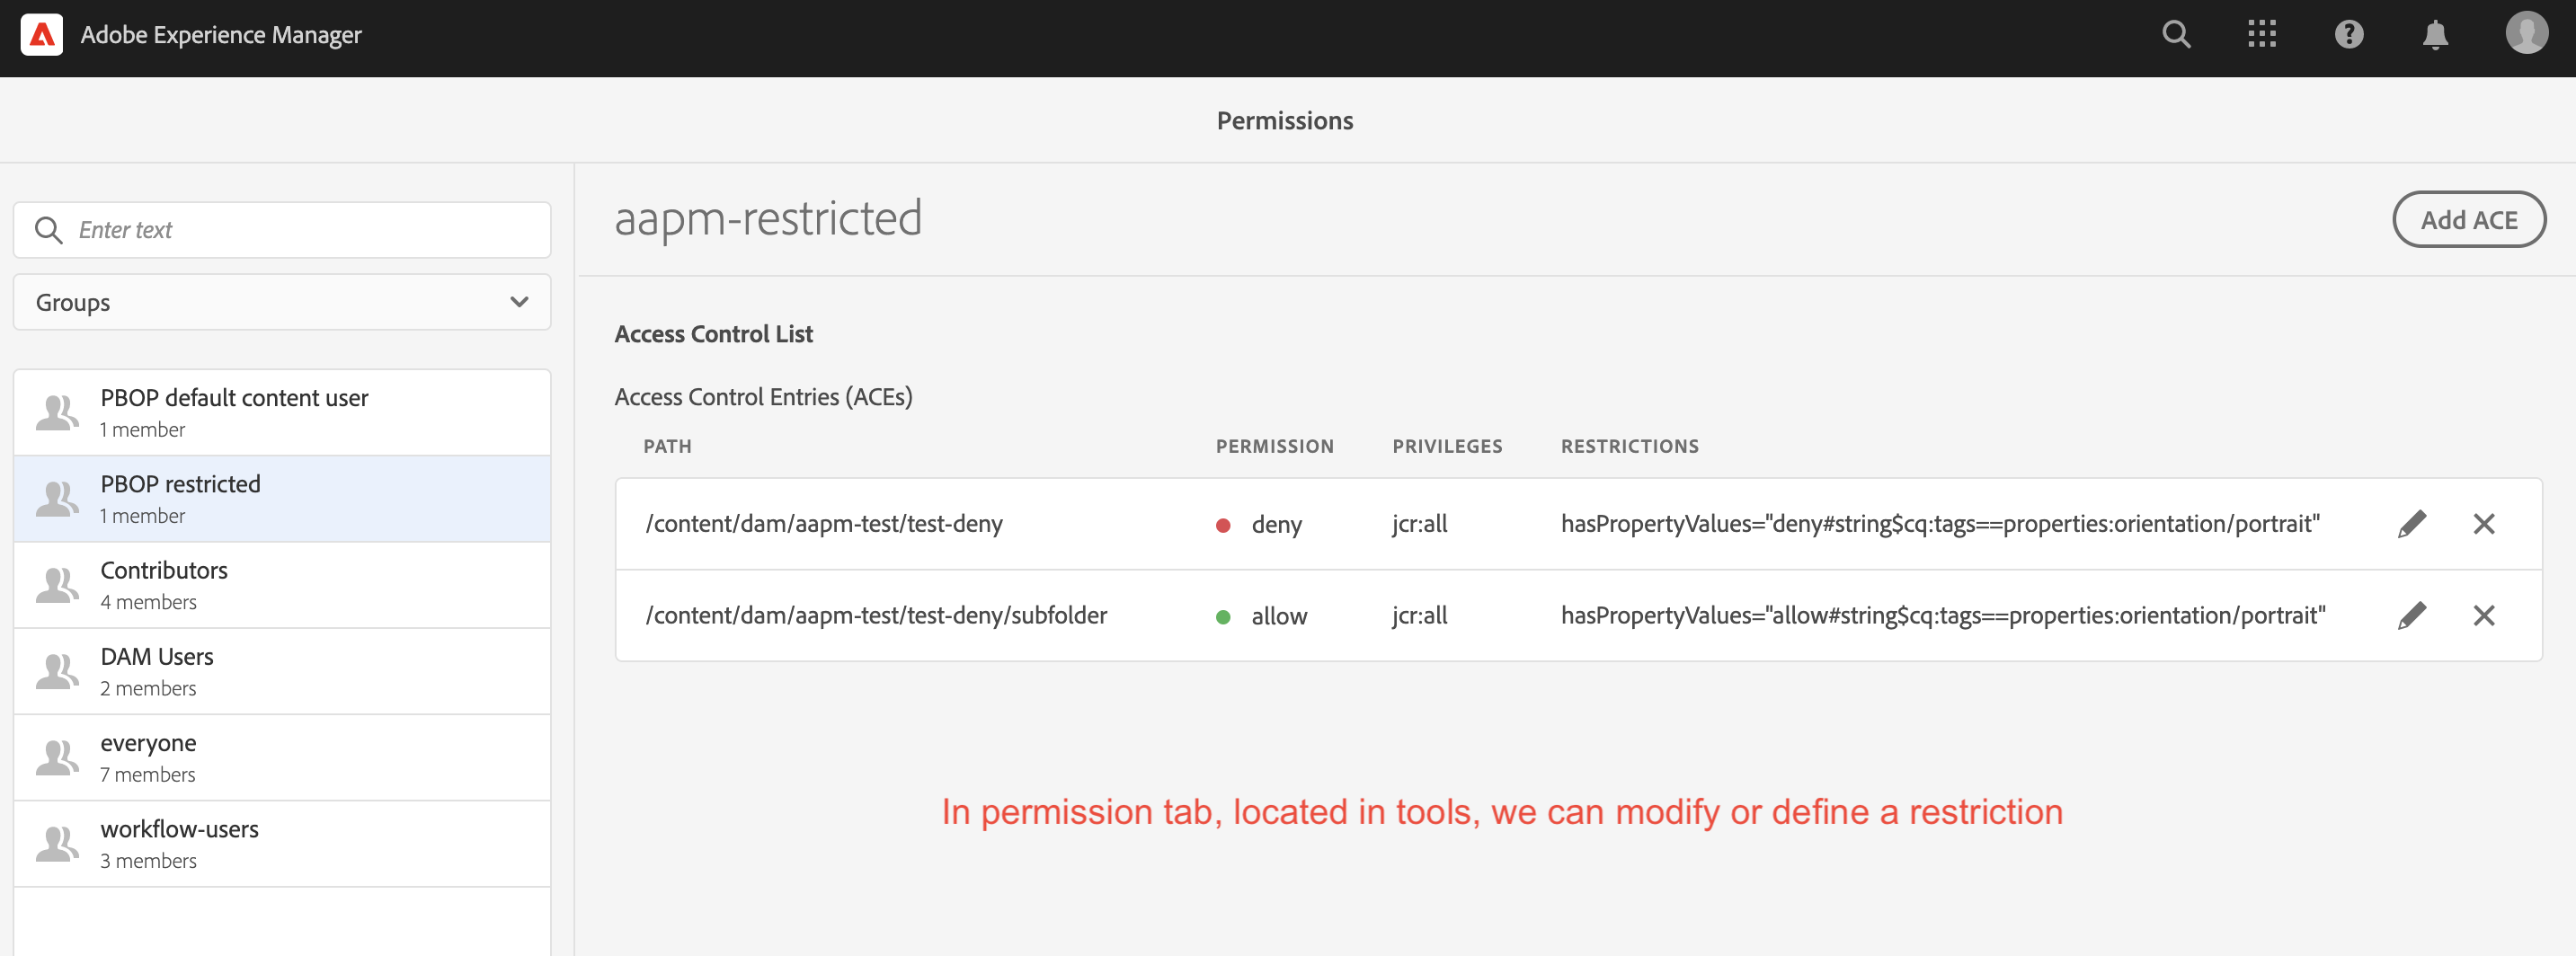 Adobe Experience Manager
Permissions
Enter text
Groups
PBOP default content user
1 member
PBOP restricted
1 member
Contributors
4 members
DAM Users
2 members
everyone
7 members
workflow-users
3 members
aapm-restricted
Add ACE
Access Control List
Access Control Entries (ACEs)
PATH PERMISSION PRIVILEGES RESTRICTIONS
/content/dam/aapm-test/test-deny deny jcr:all hasPropertyValues="deny#string$cq:tags==properties:orientation/portrait"
/content/dam/aapm-test/test-deny/subfolder allow jcr:all hasPropertyValues="allow#string$cq:tags==properties:orientation/portrait"
In permission tab, located in tools, we can modify or define a restriction